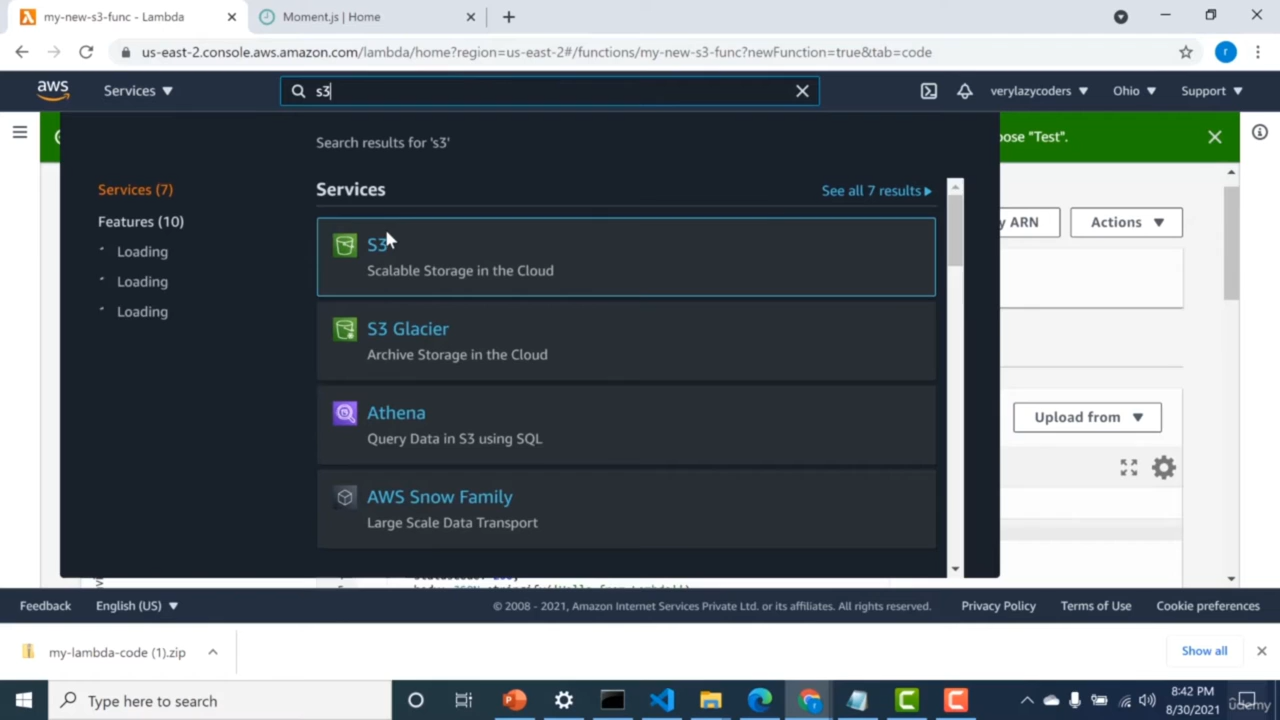 my-new-s3-func - Lambda
Moment.js | Home
us-east-2.console.aws.amazon.com/lambda/home?region=us-east-2#/functions/my-new-s3-func?newFunction=true&tab=code
r
aws
Services
s3
verylazycoders
Ohio
Support
oose "Test".
Search results for 's3'
Services (7)
Features (10)
Loading
Loading
Loading
Services
See all 7 results
S3
Scalable Storage in the Cloud
S3 Glacier
Archive Storage in the Cloud
Athena
Query Data in S3 using SQL
AWS Snow Family
Large Scale Data Transport
y ARN
Actions
Upload from
Feedback
English (US)
© 2008 - 2021, Amazon Internet Services Private Ltd. or its affiliates. All rights reserved.
Privacy Policy
Terms of Use
Cookie preferences
my-lambda-code (1).zip
Show all
Type here to search
8:42 PM
8/30/2021
udemy